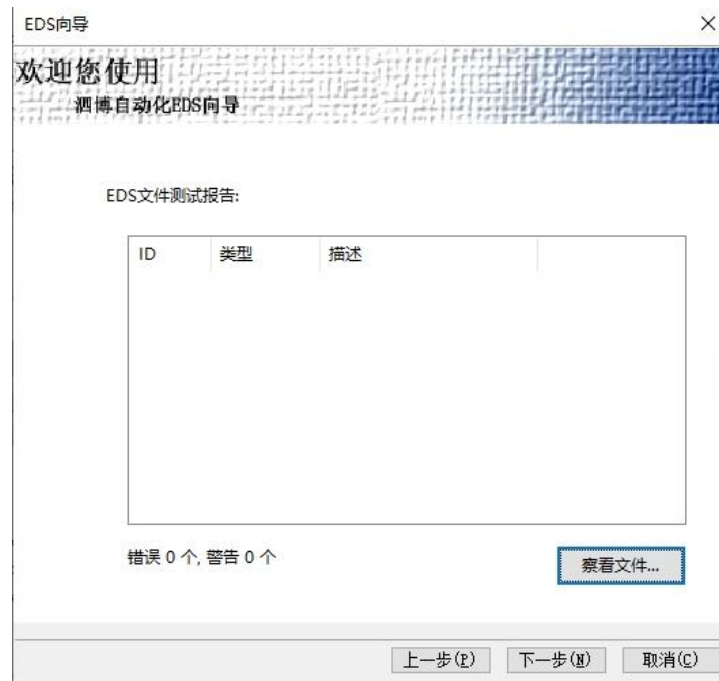 EDS向导
欢迎您使用
泗博自动化EDS向导
EDS文件测试报告:
ID 类型 描述
错误 0 个, 警告 0 个
察看文件...
上一步(P) 下一步(N) 取消(C)